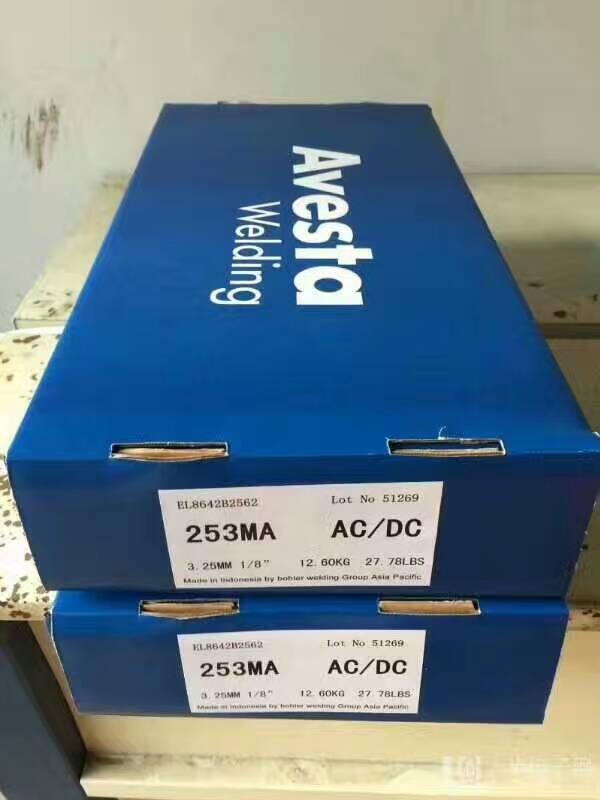 Avesta
Welding
EL8642B2562 Lot No 51269
253MA AC/DC
3.25MM 1/8" 12.60KG 27.78LBS
Made in Indonesia by bohler welding Group Asia Pacific
EL8642B2562 Lot No 51269
253MA AC/DC
3.25MM 1/8" 12.60KG 27.78LBS
Made in Indonesia by bohler welding Group Asia Pacific